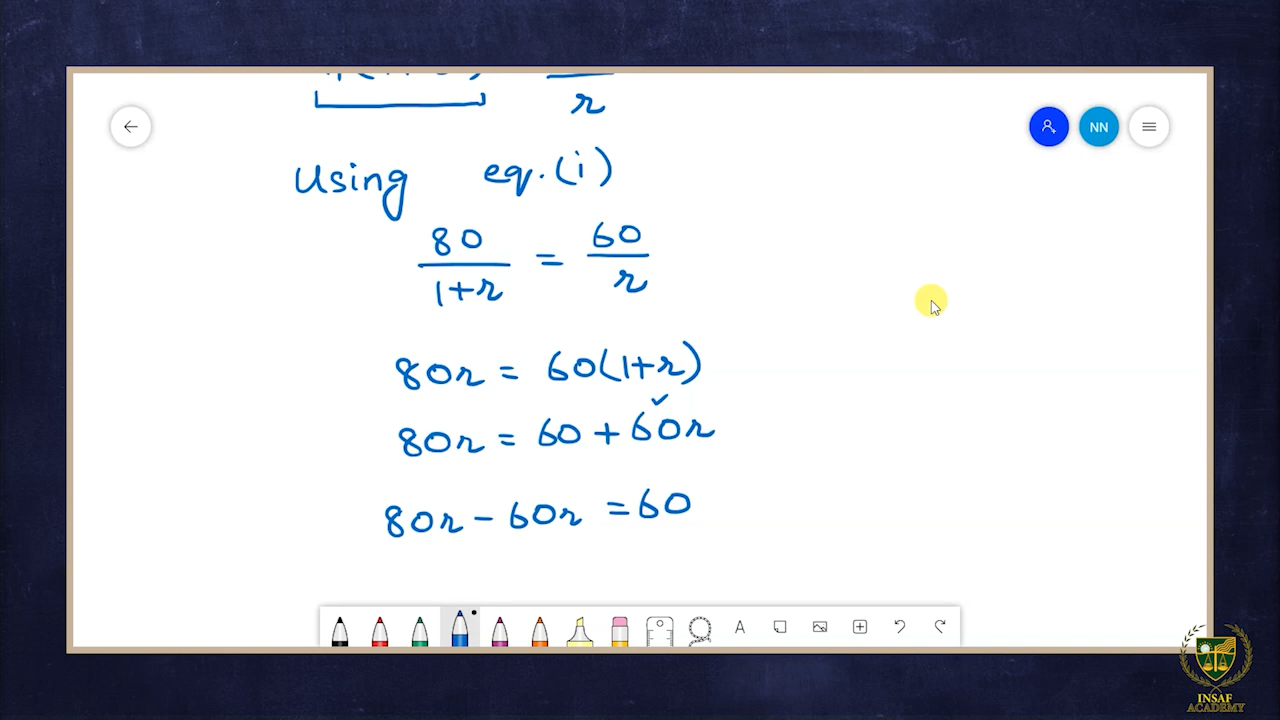 r
Using eq.(i)
80/1+r = 60/r
80r = 60(1+r)
80r = 60 + 60r
80r - 60r = 60
NN
A
INSAF
ACADEMY